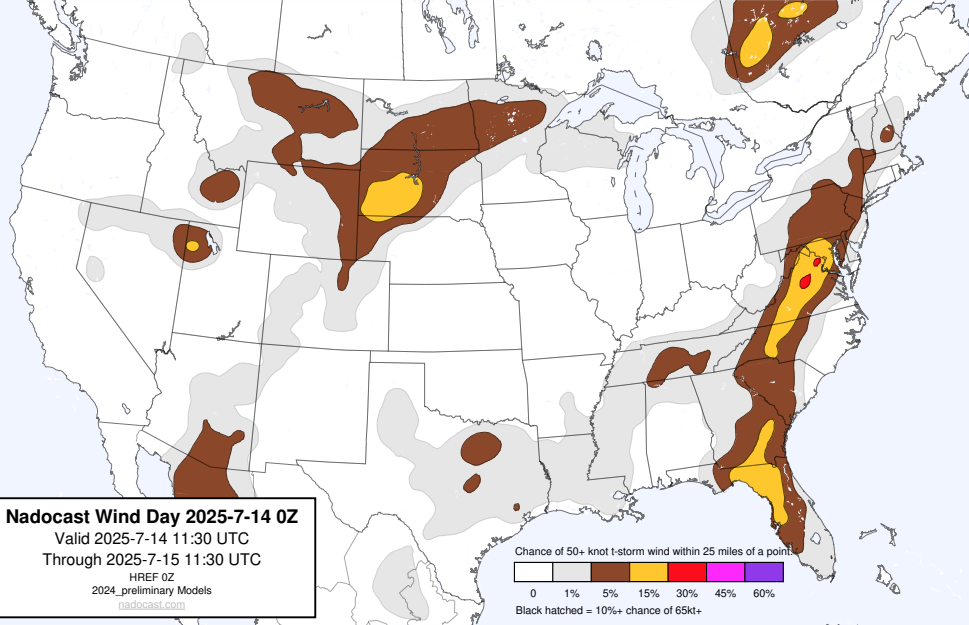 Nadocast Wind Day 2025-7-14 0Z
Valid 2025-7-14 11:30 UTC
Through 2025-7-15 11:30 UTC
HREF 0Z
2024_preliminary Models
nadocast.com
Chance of 50+ knot t-storm wind within 25 miles of a point.
0 1% 5% 15% 30% 45% 60%
Black hatched = 10%+ chance of 65kt+